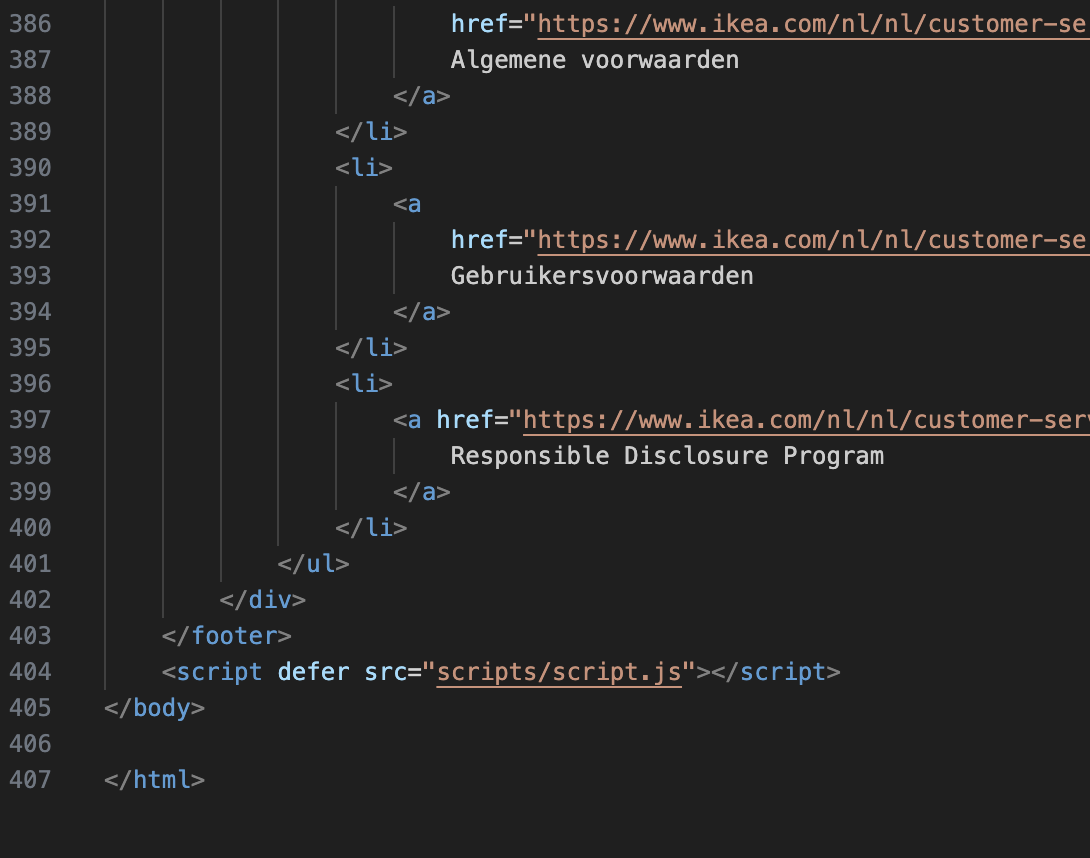 386 href="https://www.ikea.com/nl/nl/customer-se
387 Algemene voorwaarden
388 </a>
389 </li>
390 <li>
391 <a
392 href="https://www.ikea.com/nl/nl/customer-se
393 Gebruikersvoorwaarden
394 </a>
395 </li>
396 <li>
397 <a href="https://www.ikea.com/nl/nl/customer-ser
398 Responsible Disclosure Program
399 </a>
400 </li>
401 </ul>
402 </div>
403 </footer>
404 <script defer src="scripts/script.js"></script>
405 </body>
406
407 </html>